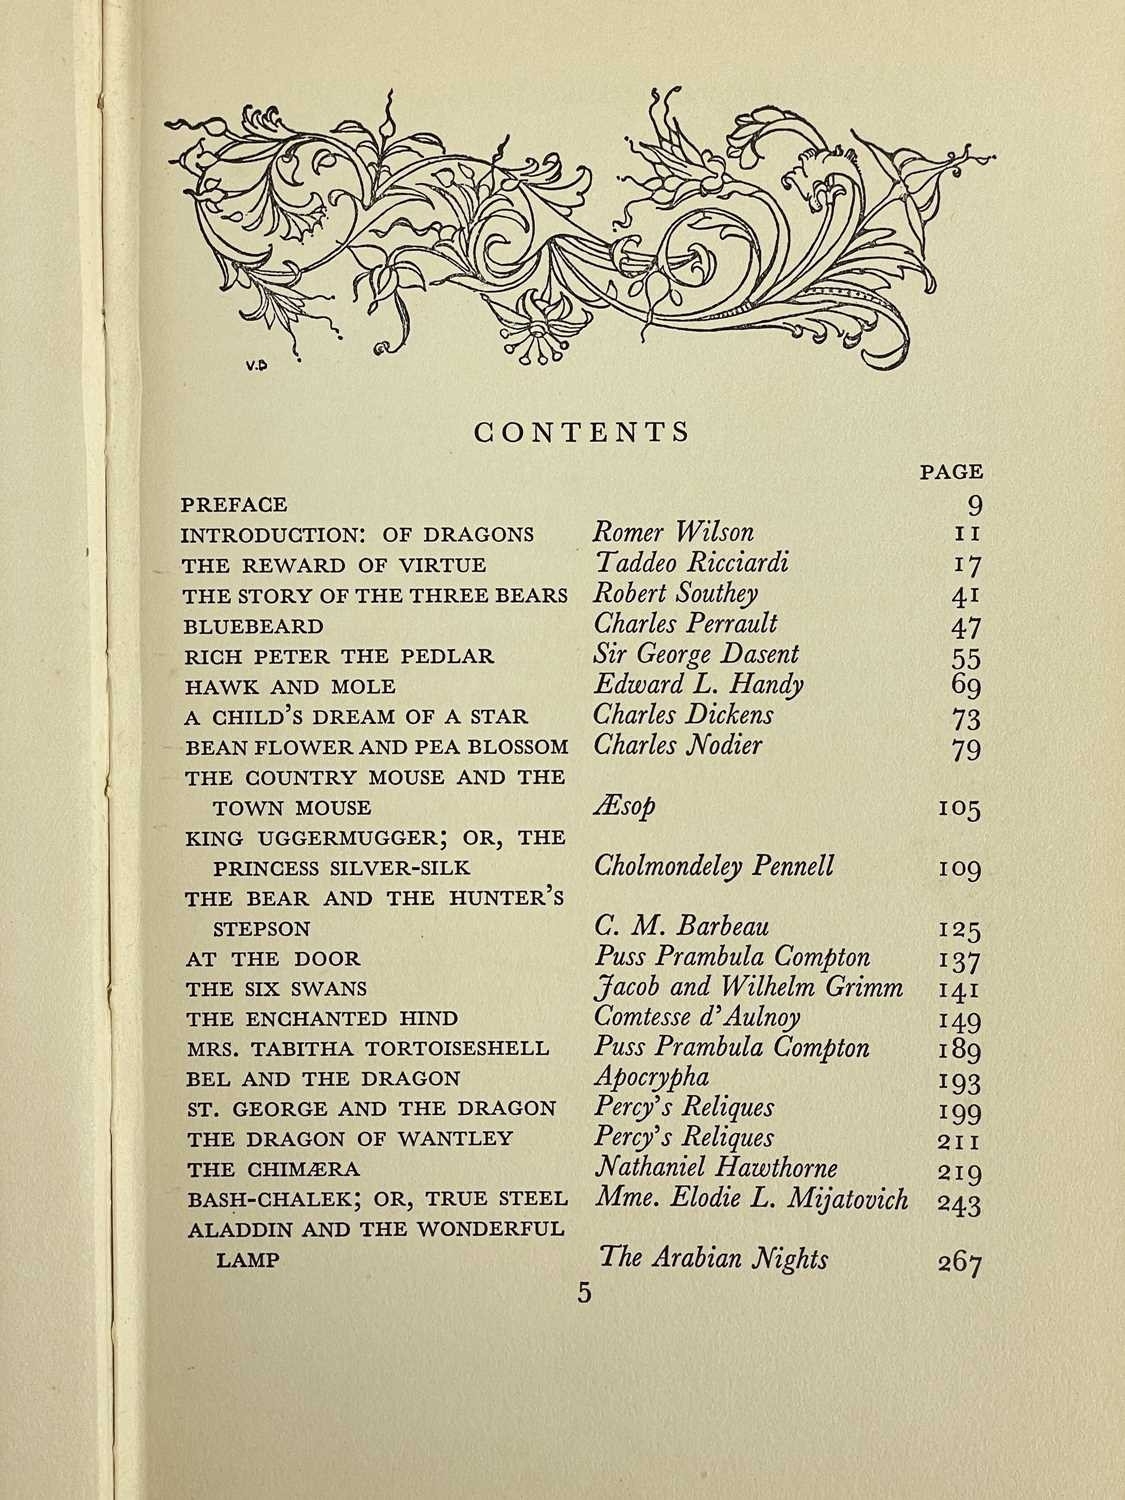 V.B
CONTENTS
PAGE
PREFACE 9
INTRODUCTION: OF DRAGONS Romer Wilson 11
THE REWARD OF VIRTUE Taddeo Ricciardi 17
THE STORY OF THE THREE BEARS Robert Southey 41
BLUEBEARD Charles Perrault 47
RICH PETER THE PEDLAR Sir George Dasent 55
HAWK AND MOLE Edward L. Handy 69
A CHILD'S DREAM OF A STAR Charles Dickens 73
BEAN FLOWER AND PEA BLOSSOM Charles Nodier 79
THE COUNTRY MOUSE AND THE
TOWN MOUSE Æsop 105
KING UGGERMUGGER; OR, THE
PRINCESS SILVER-SILK Cholmondeley Pennell 109
THE BEAR AND THE HUNTER'S
STEPSON C. M. Barbeau 125
AT THE DOOR Puss Prambula Compton 137
THE SIX SWANS Jacob and Wilhelm Grimm 141
THE ENCHANTED HIND Comtesse d'Aulnoy 149
MRS. TABITHA TORTOISESHELL Puss Prambula Compton 189
BEL AND THE DRAGON Apocrypha 193
ST. GEORGE AND THE DRAGON Percy's Reliques 199
THE DRAGON OF WANTLEY Percy's Reliques 211
THE CHIMÆRA Nathaniel Hawthorne 219
BASH-CHALEK; OR, TRUE STEEL Mme. Elodie L. Mijatovich 243
ALADDIN AND THE WONDERFUL
LAMP The Arabian Nights 267
5